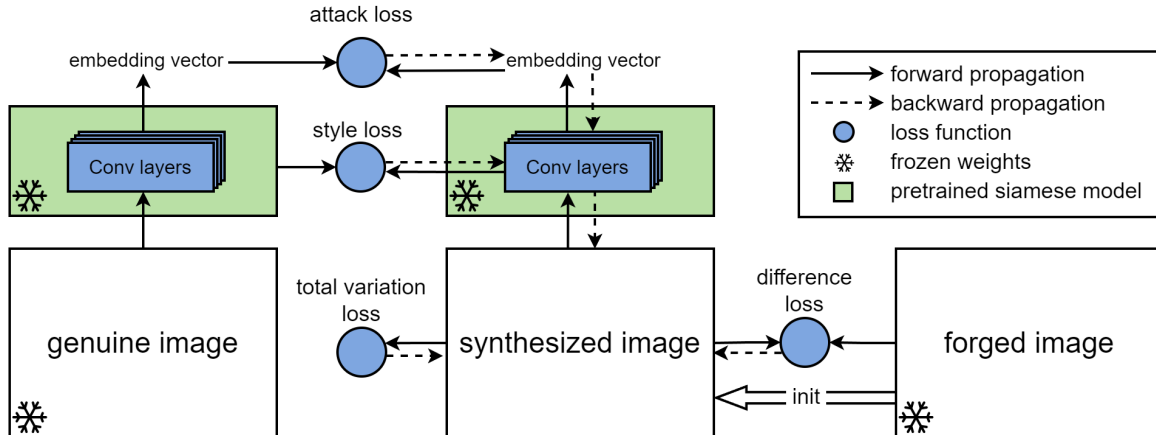 attack loss
embedding vector
embedding vector
style loss
Conv layers
Conv layers
forward propagation
backward propagation
loss function
frozen weights
pretrained siamese model
total variation
loss
difference
loss
genuine image
synthesized image
forged image
init